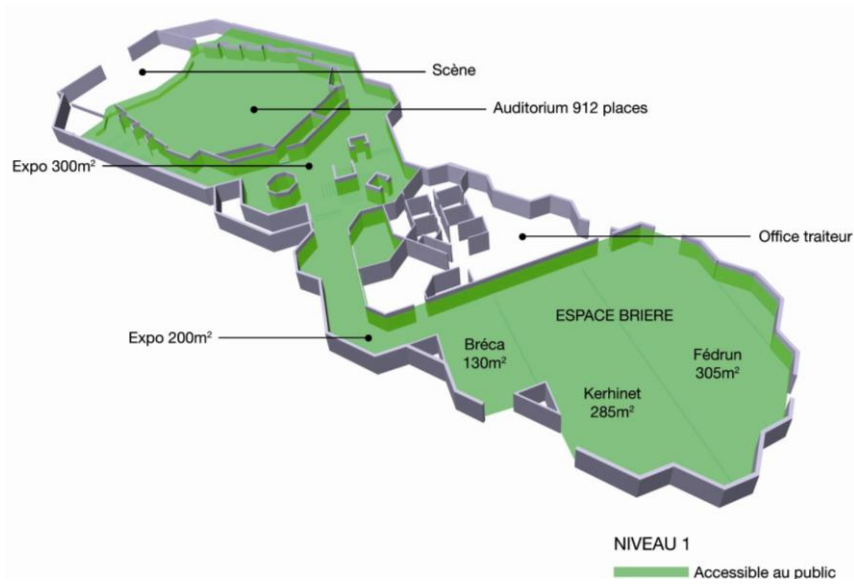 Scène
Auditorium 912 places
Expo 300m²
Office traiteur
ESPACE BRIERE
Expo 200m²
Bréca
130m²
Fédrun
305m²
Kerhinet
285m²
NIVEAU 1
Accessible au public